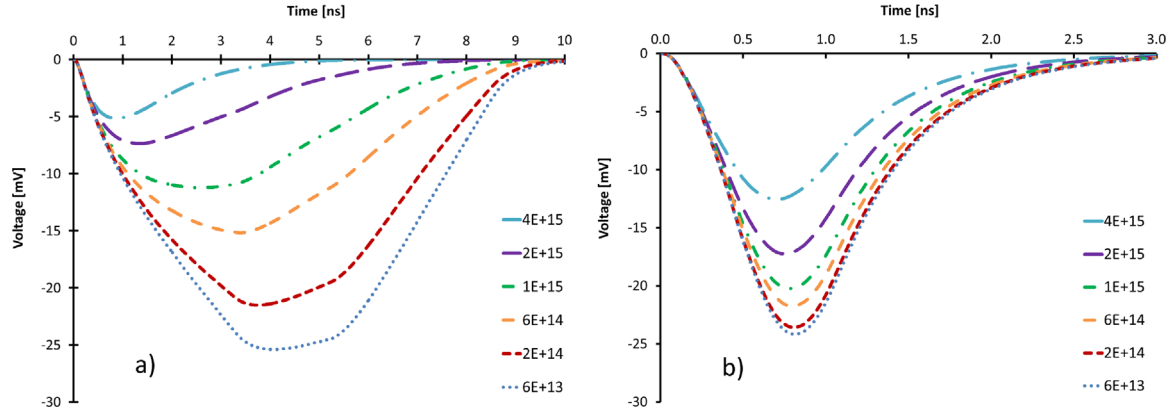 Time [ns]
0 1 2 3 4 5 6 7 8 9 10
0
-5
-10
-15
-20
-25
-30
Voltage [mV]
4E+15
2E+15
1E+15
6E+14
2E+14
6E+13
a)
Time [ns]
0.0 0.5 1.0 1.5 2.0 2.5 3.0
0
-5
-10
-15
-20
-25
-30
Voltage [mV]
4E+15
2E+15
1E+15
6E+14
2E+14
6E+13
b)